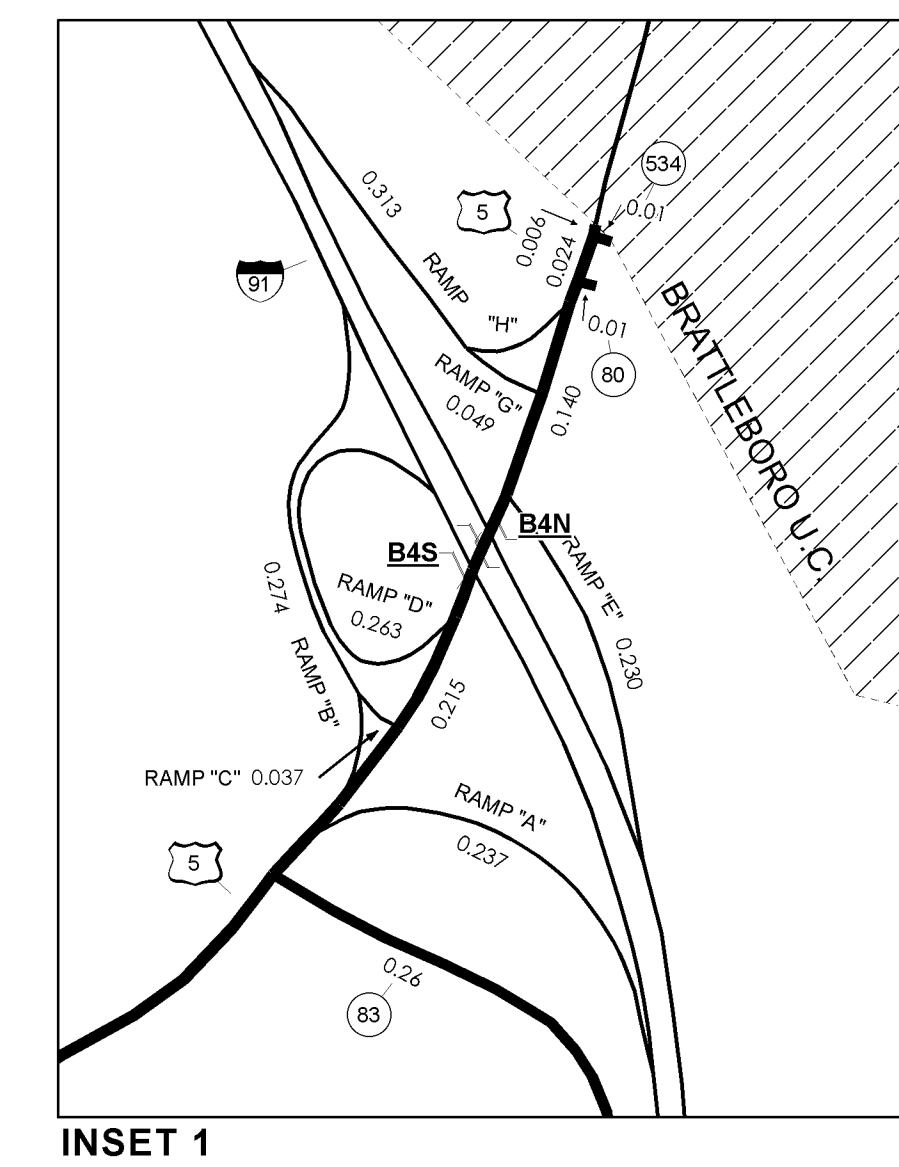 534
0.313
5
0.01
0.006
0.024
91
RAMP
"H"
BRATTLEBORO U.C.
0.01
80
RAMP "G"
0.049
0.140
B4N
B4S
RAMP "E"
0.230
RAMP "D"
0.263
0.274
RAMP "B"
0.215
RAMP "C" 0.037
RAMP "A"
0.237
5
0.26
83
INSET 1